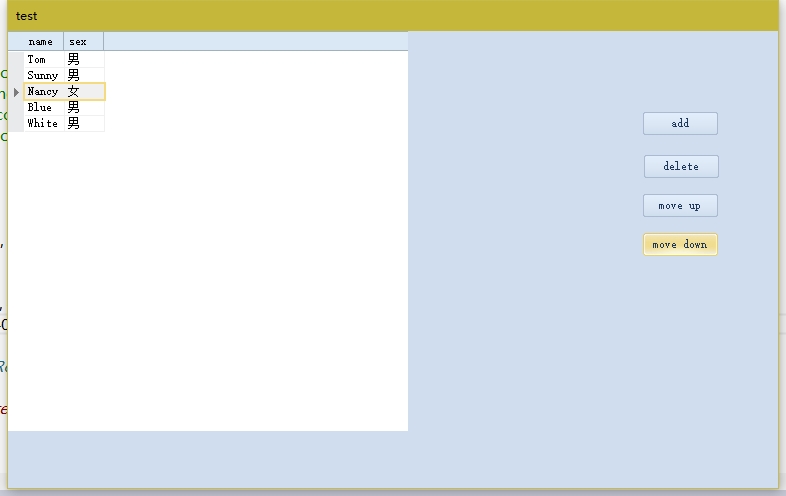 test
name sex
Tom 男
Sunny 男
Nancy 女
Blue 男
White 男
add
delete
move up
move down